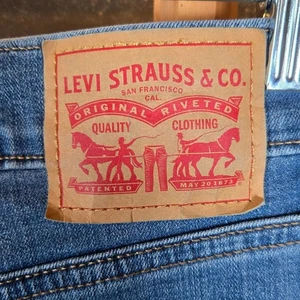 LEVI STRAUSS & CO.
SAN FRANCISCO
CAL.
ORIGINAL RIVETED
QUALITY CLOTHING
PATENTED MAY 20 1873